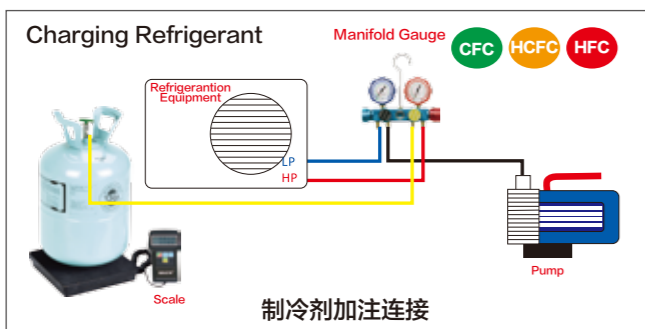 Charging Refrigerant
Manifold Gauge
CFC
HCFC
HFC
Refrigerantion
Equipment
LP
HP
Scale
Pump
制冷剂加注连接